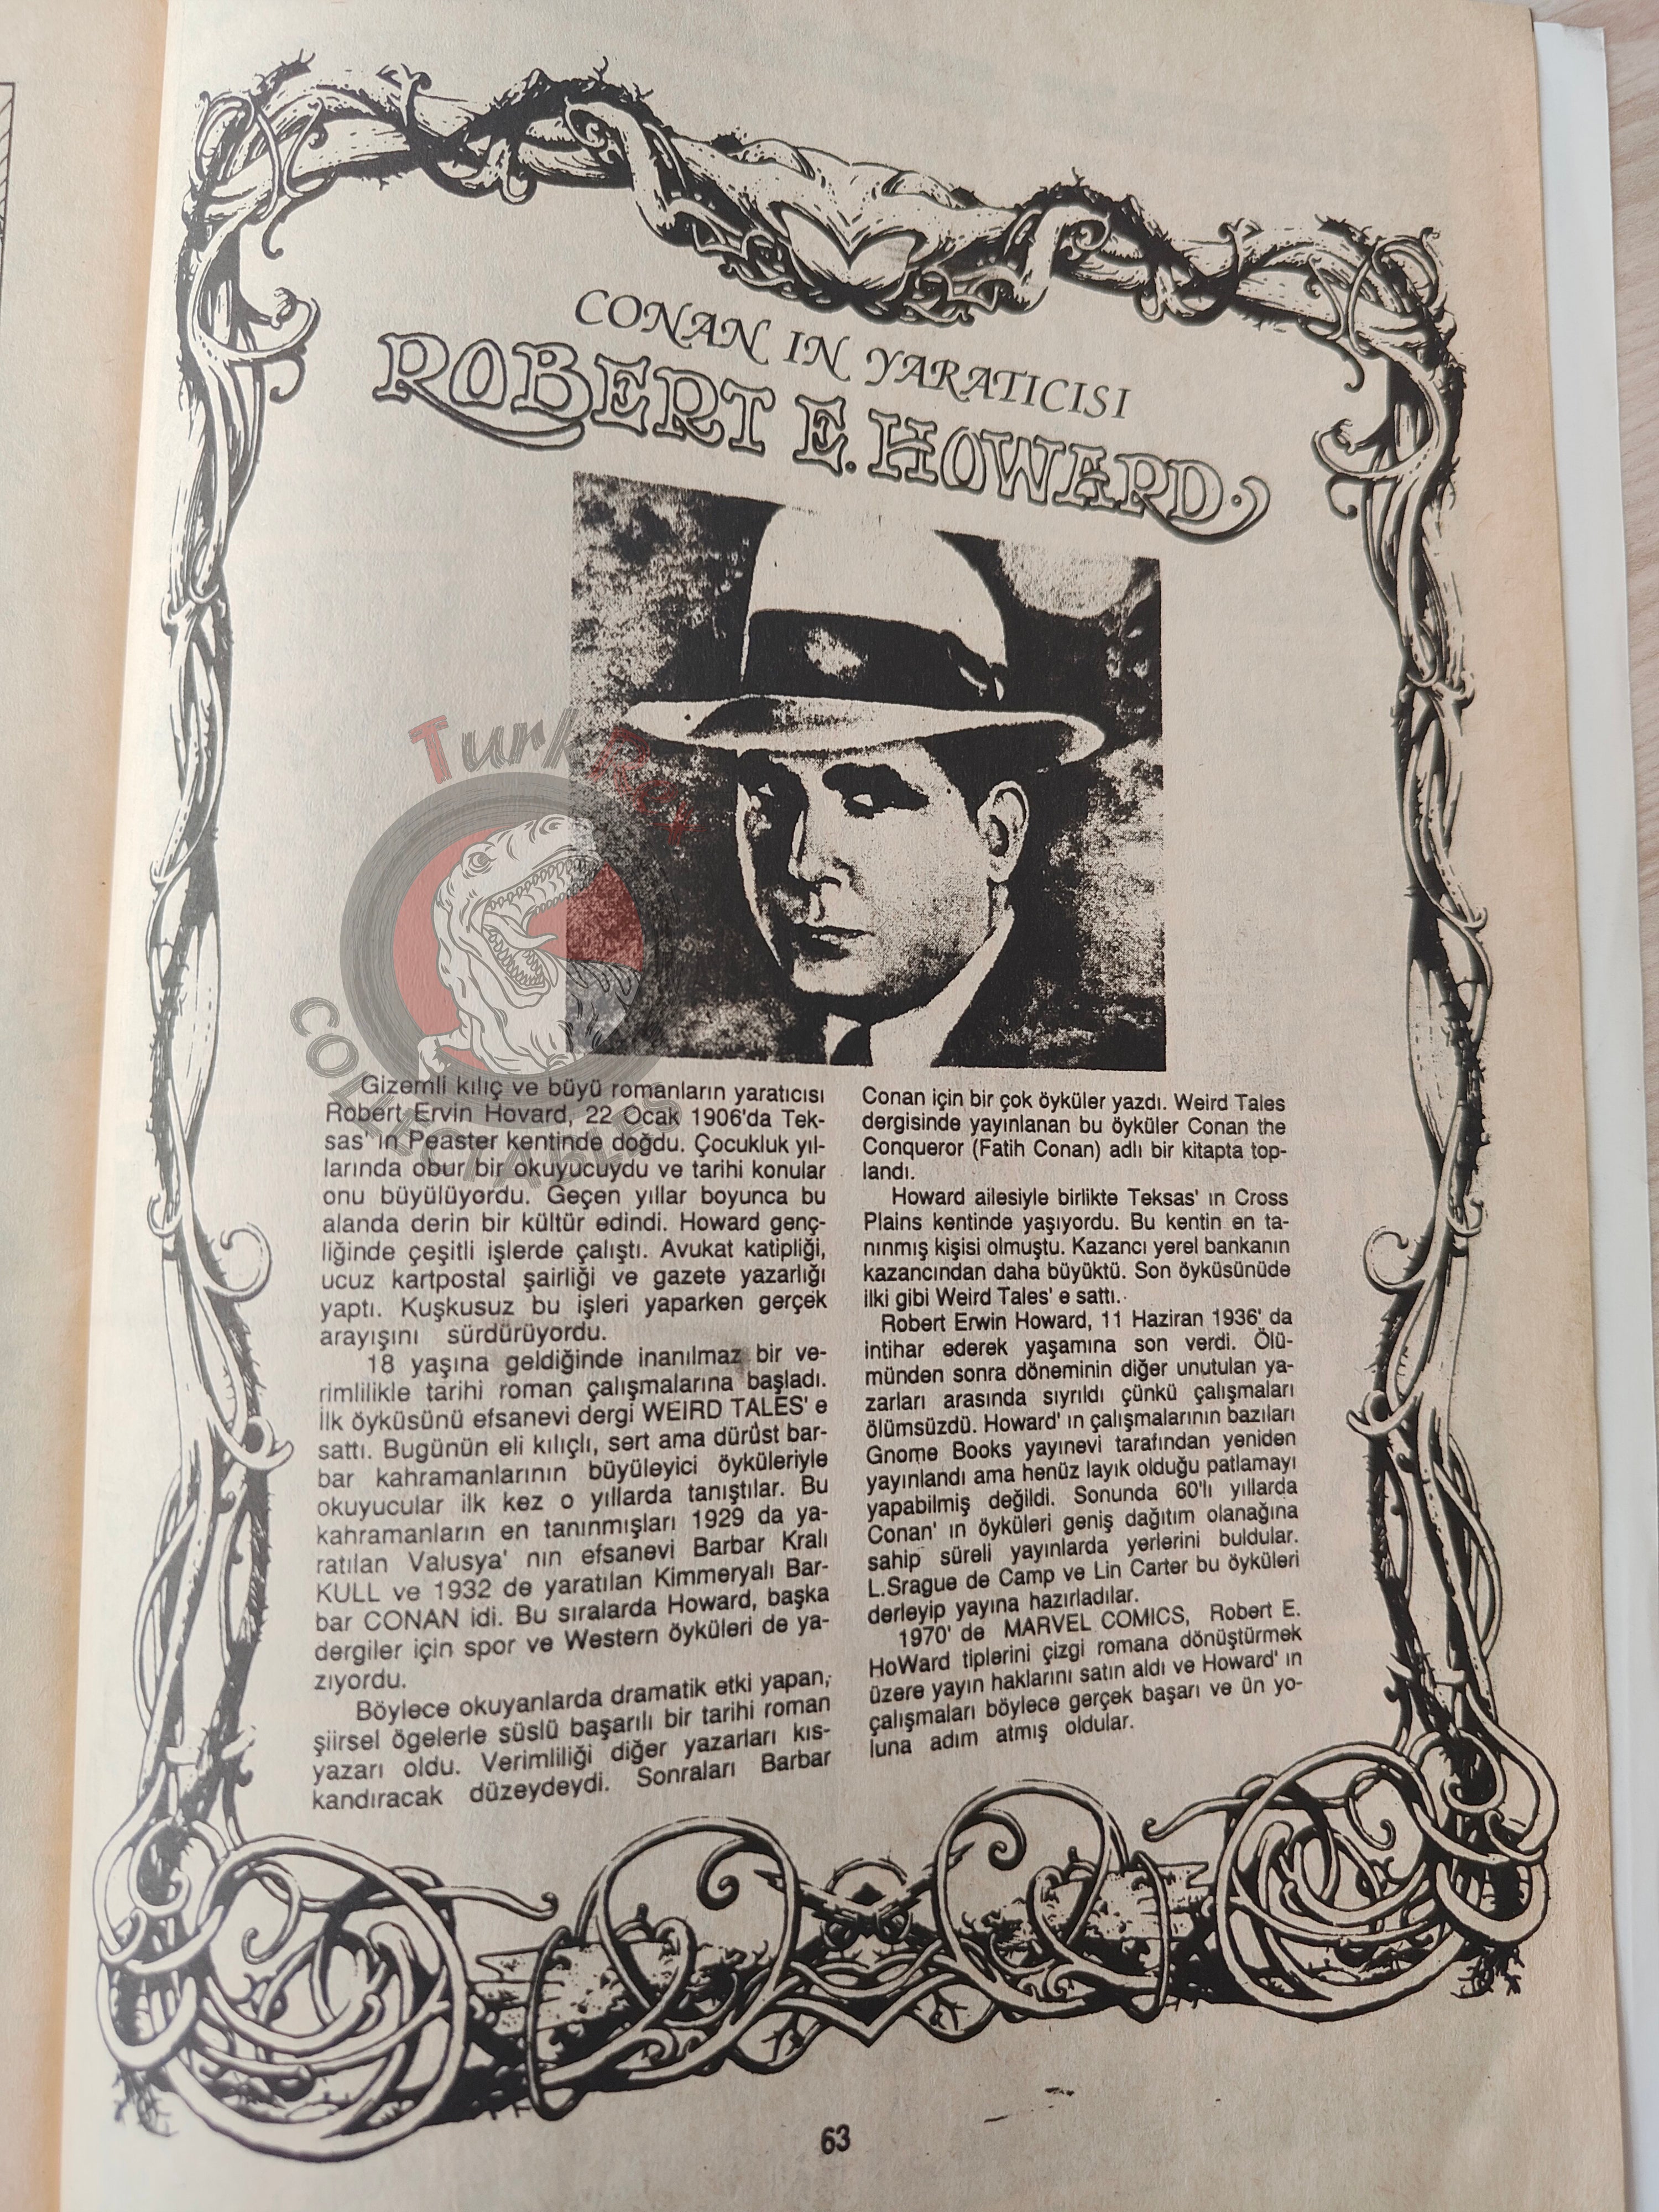 CONAN IN YARATICISI
ROBERT E. HOWARD
Turk Rex
COLLECTABLES
Gizemli kılıç ve büyü romanların yaratıcısı
Robert Ervin Hovard, 22 Ocak 1906'da Tek-
sas' ın Peaster kentinde doğdu. Çocukluk yıl-
larında obur bir okuyucuydu ve tarihi konular
onu büyülüyordu. Geçen yıllar boyunca bu
alanda derin bir kültür edindi. Howard genç-
liğinde çeşitli işlerde çalıştı. Avukat katipliği,
ucuz kartpostal şairliği ve gazete yazarlığı
yaptı. Kuşkusuz bu işleri yaparken gerçek
arayışını sürdürüyordu.
18 yaşına geldiğinde inanılmaz bir ve-
rimlilikle tarihi roman çalışmalarına başladı.
İlk öyküsünü efsanevi dergi WEIRD TALES' e
sattı. Bugünün eli kılıçlı, sert ama dürüst bar-
bar kahramanlarının büyüleyici öyküleriyle
okuyucular ilk kez o yıllarda tanıştılar. Bu
kahramanların en tanınmışları 1929 da ya-
ratılan Valusya' nın efsanevi Barbar Kralı
KULL ve 1932 de yaratılan Kimmeryalı Bar-
bar CONAN idi. Bu sıralarda Howard, başka
dergiler için spor ve Western öyküleri de ya-
zıyordu.
Böylece okuyanlarda dramatik etki yapan,
şiirsel ögelerle süslü başarılı bir tarihi roman
yazarı oldu. Verimliliği diğer yazarları kıs-
kandıracak düzeydeydi. Sonraları Barbar
Conan için bir çok öyküler yazdı. Weird Tales
dergisinde yayınlanan bu öyküler Conan the
Conqueror (Fatih Conan) adlı bir kitapta top-
landı.
Howard ailesiyle birlikte Teksas' ın Cross
Plains kentinde yaşıyordu. Bu kentin en ta-
nınmış kişisi olmuştu. Kazancı yerel bankanın
kazancından daha büyüktü. Son öyküsünüde
ilki gibi Weird Tales' e sattı.
Robert Erwin Howard, 11 Haziran 1936' da
intihar ederek yaşamına son verdi. Ölü-
münden sonra döneminin diğer unutulan ya-
zarları arasında sıyrıldı çünkü çalışmaları
ölümsüzdü. Howard' ın çalışmalarının bazıları
Gnome Books yayınevi tarafından yeniden
yayınlandı ama henüz layık olduğu patlamayı
yapabilmiş değildi. Sonunda 60'lı yıllarda
Conan' ın öyküleri geniş dağıtım olanağına
sahip süreli yayınlarda yerlerini buldular.
L.Srague de Camp ve Lin Carter bu öyküleri
derleyip yayına hazırladılar.
1970' de MARVEL COMICS, Robert E.
HoWard tiplerini çizgi romana dönüştürmek
üzere yayın haklarını satın aldı ve Howard' ın
çalışmaları böylece gerçek başarı ve ün yo-
luna adım atmış oldular.
63